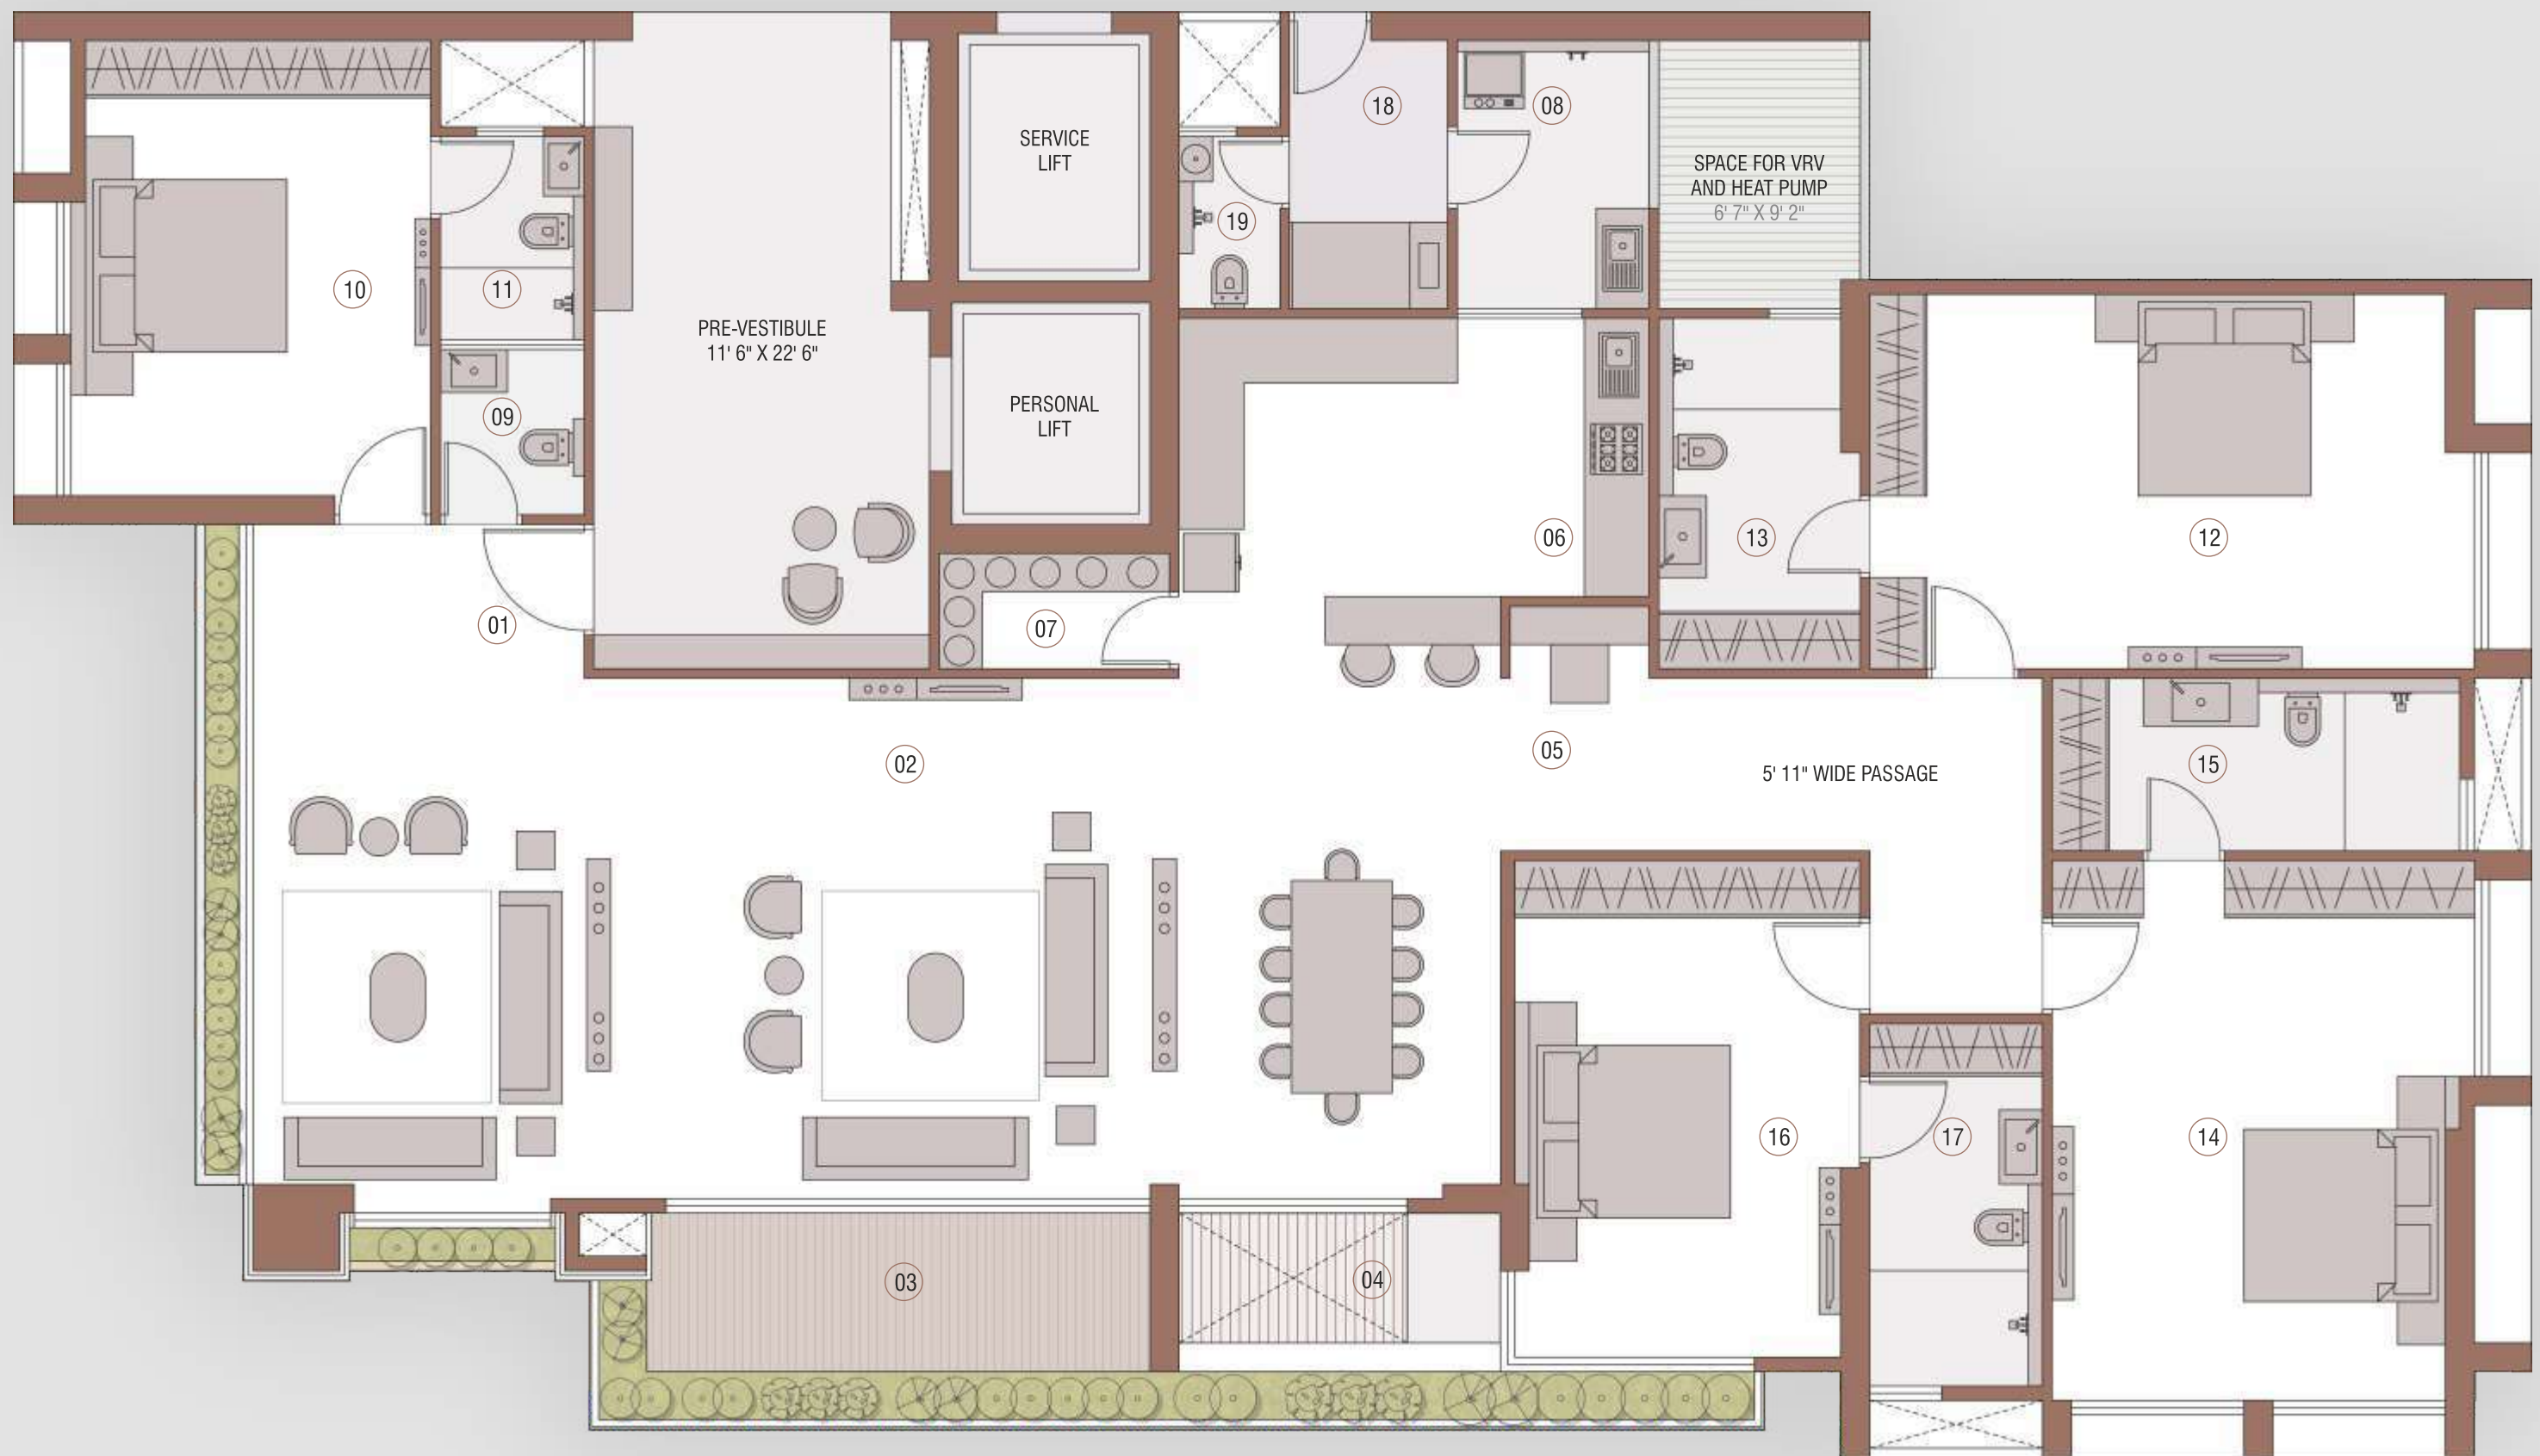 18
08
SERVICE
LIFT
SPACE FOR VRV
AND HEAT PUMP
6' 7" X 9' 2"
19
10
11
PRE-VESTIBULE
11' 6" X 22' 6"
PERSONAL
LIFT
09
06
13
12
01
07
02
05
5' 11" WIDE PASSAGE
15
16
17
14
03
04